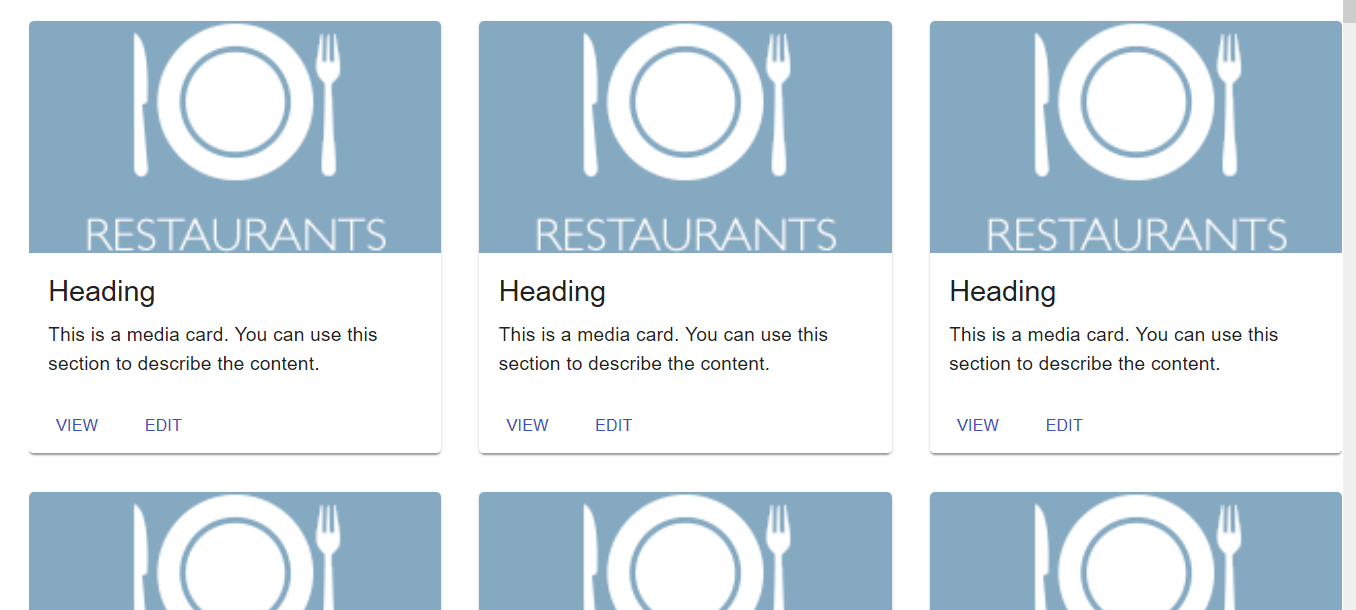 RESTAURANTS
Heading
This is a media card. You can use this
section to describe the content.
VIEW EDIT
RESTAURANTS
Heading
This is a media card. You can use this
section to describe the content.
VIEW EDIT
RESTAURANTS
Heading
This is a media card. You can use this
section to describe the content.
VIEW EDIT